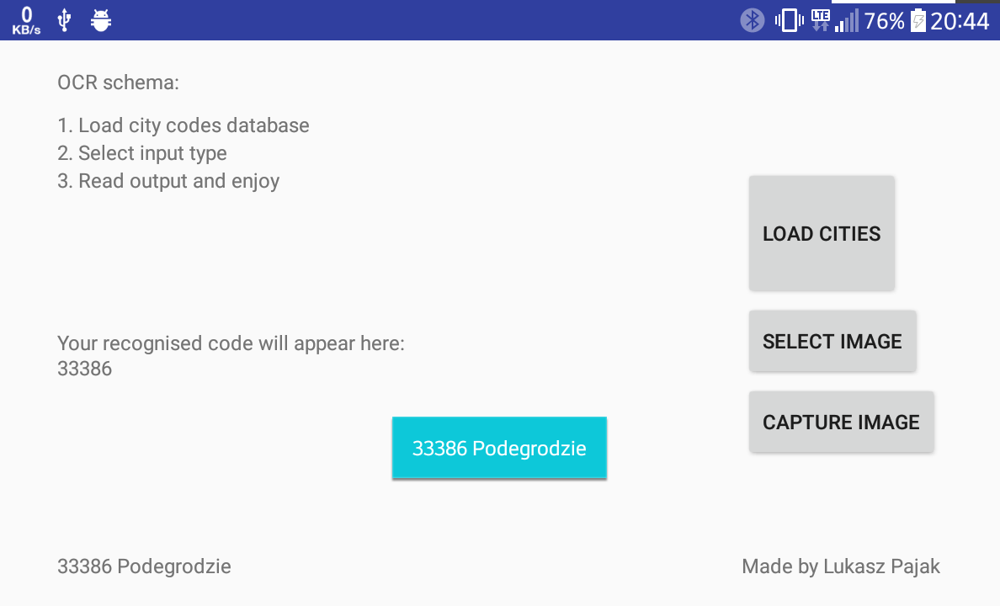 0
KB/s
LTE
76%
20:44
OCR schema:
1. Load city codes database
2. Select input type
3. Read output and enjoy
LOAD CITIES
Your recognised code will appear here:
33386
SELECT IMAGE
CAPTURE IMAGE
33386 Podegrodzie
33386 Podegrodzie
Made by Lukasz Pajak